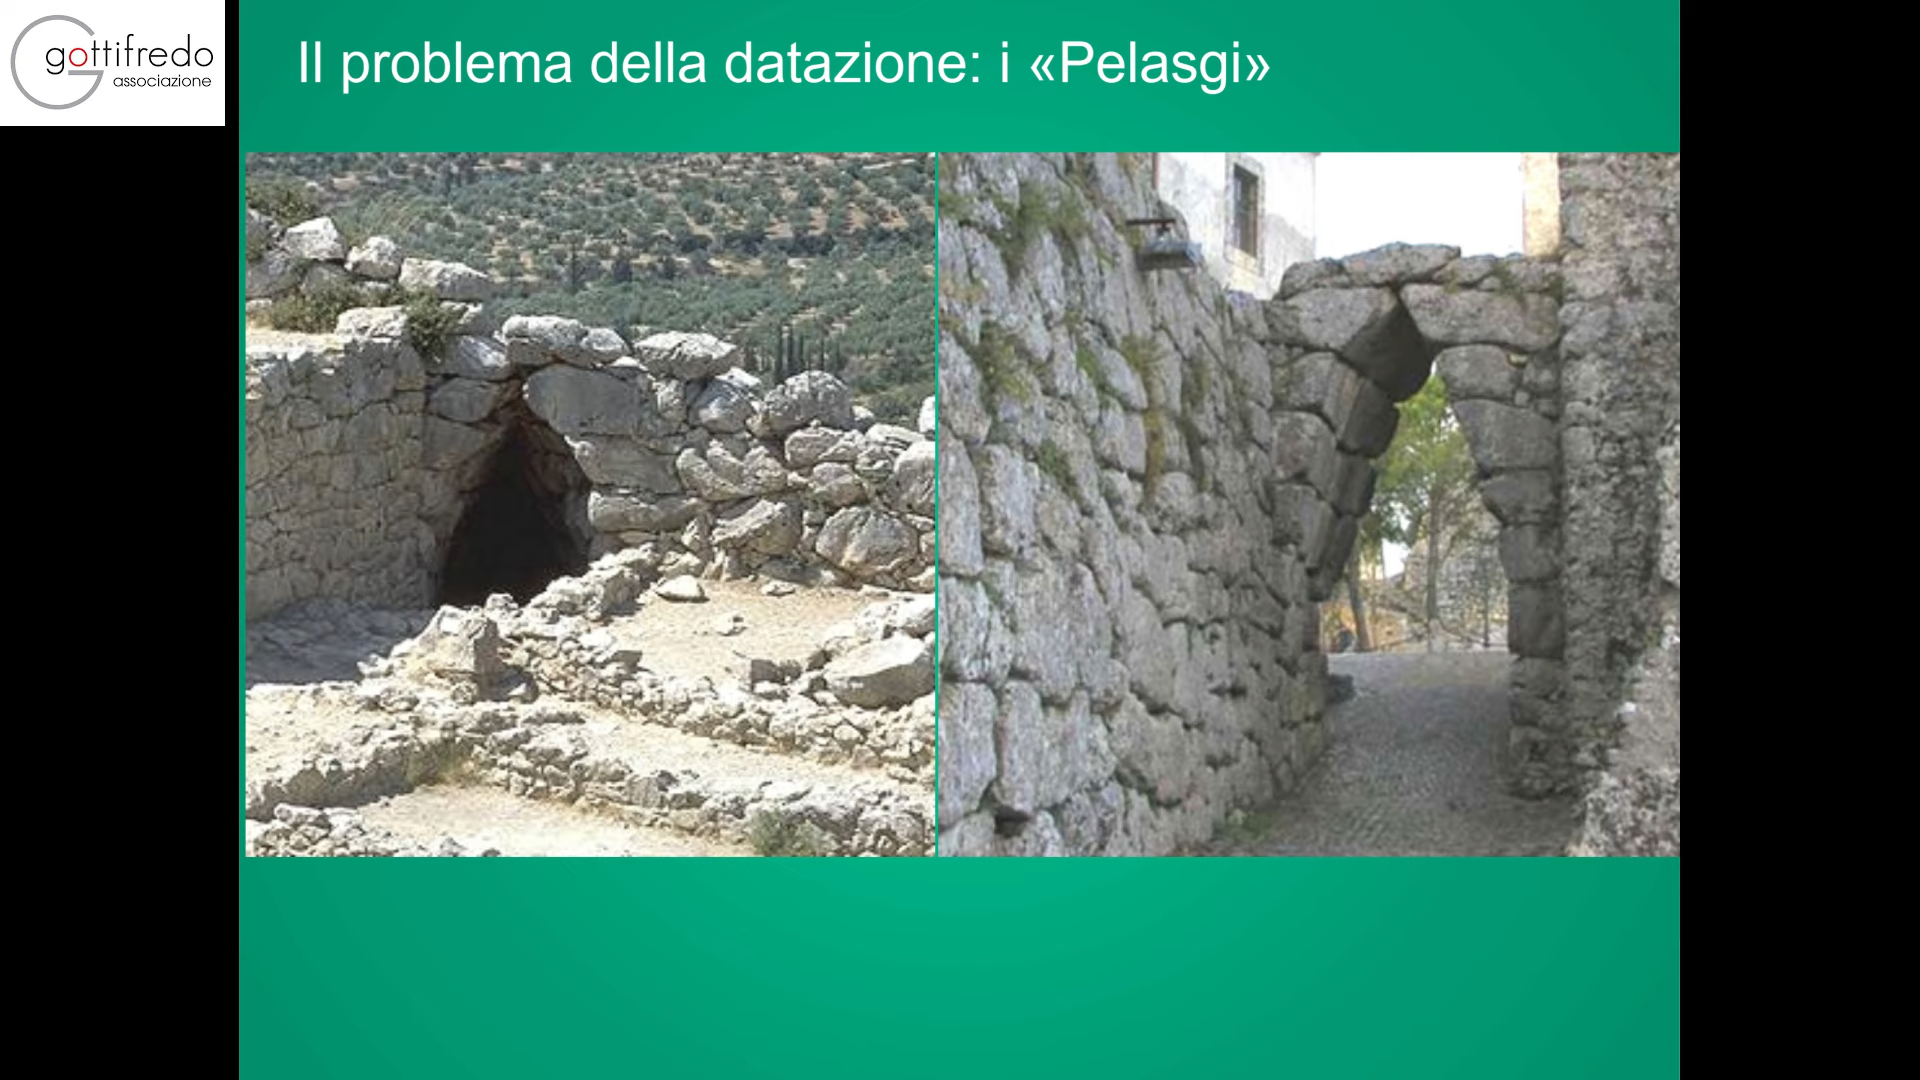 gottifredo
associazione
Il problema della datazione: i «Pelasgi»